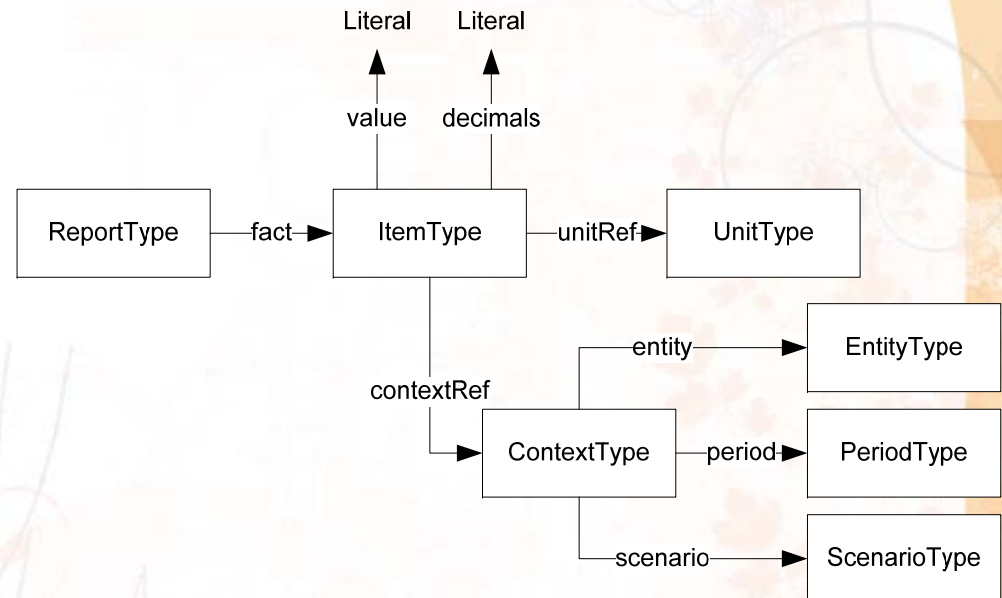 Literal Literal
value decimals
ReportType fact ItemType unitRef UnitType
entity EntityType
contextRef
ContextType period PeriodType
scenario ScenarioType